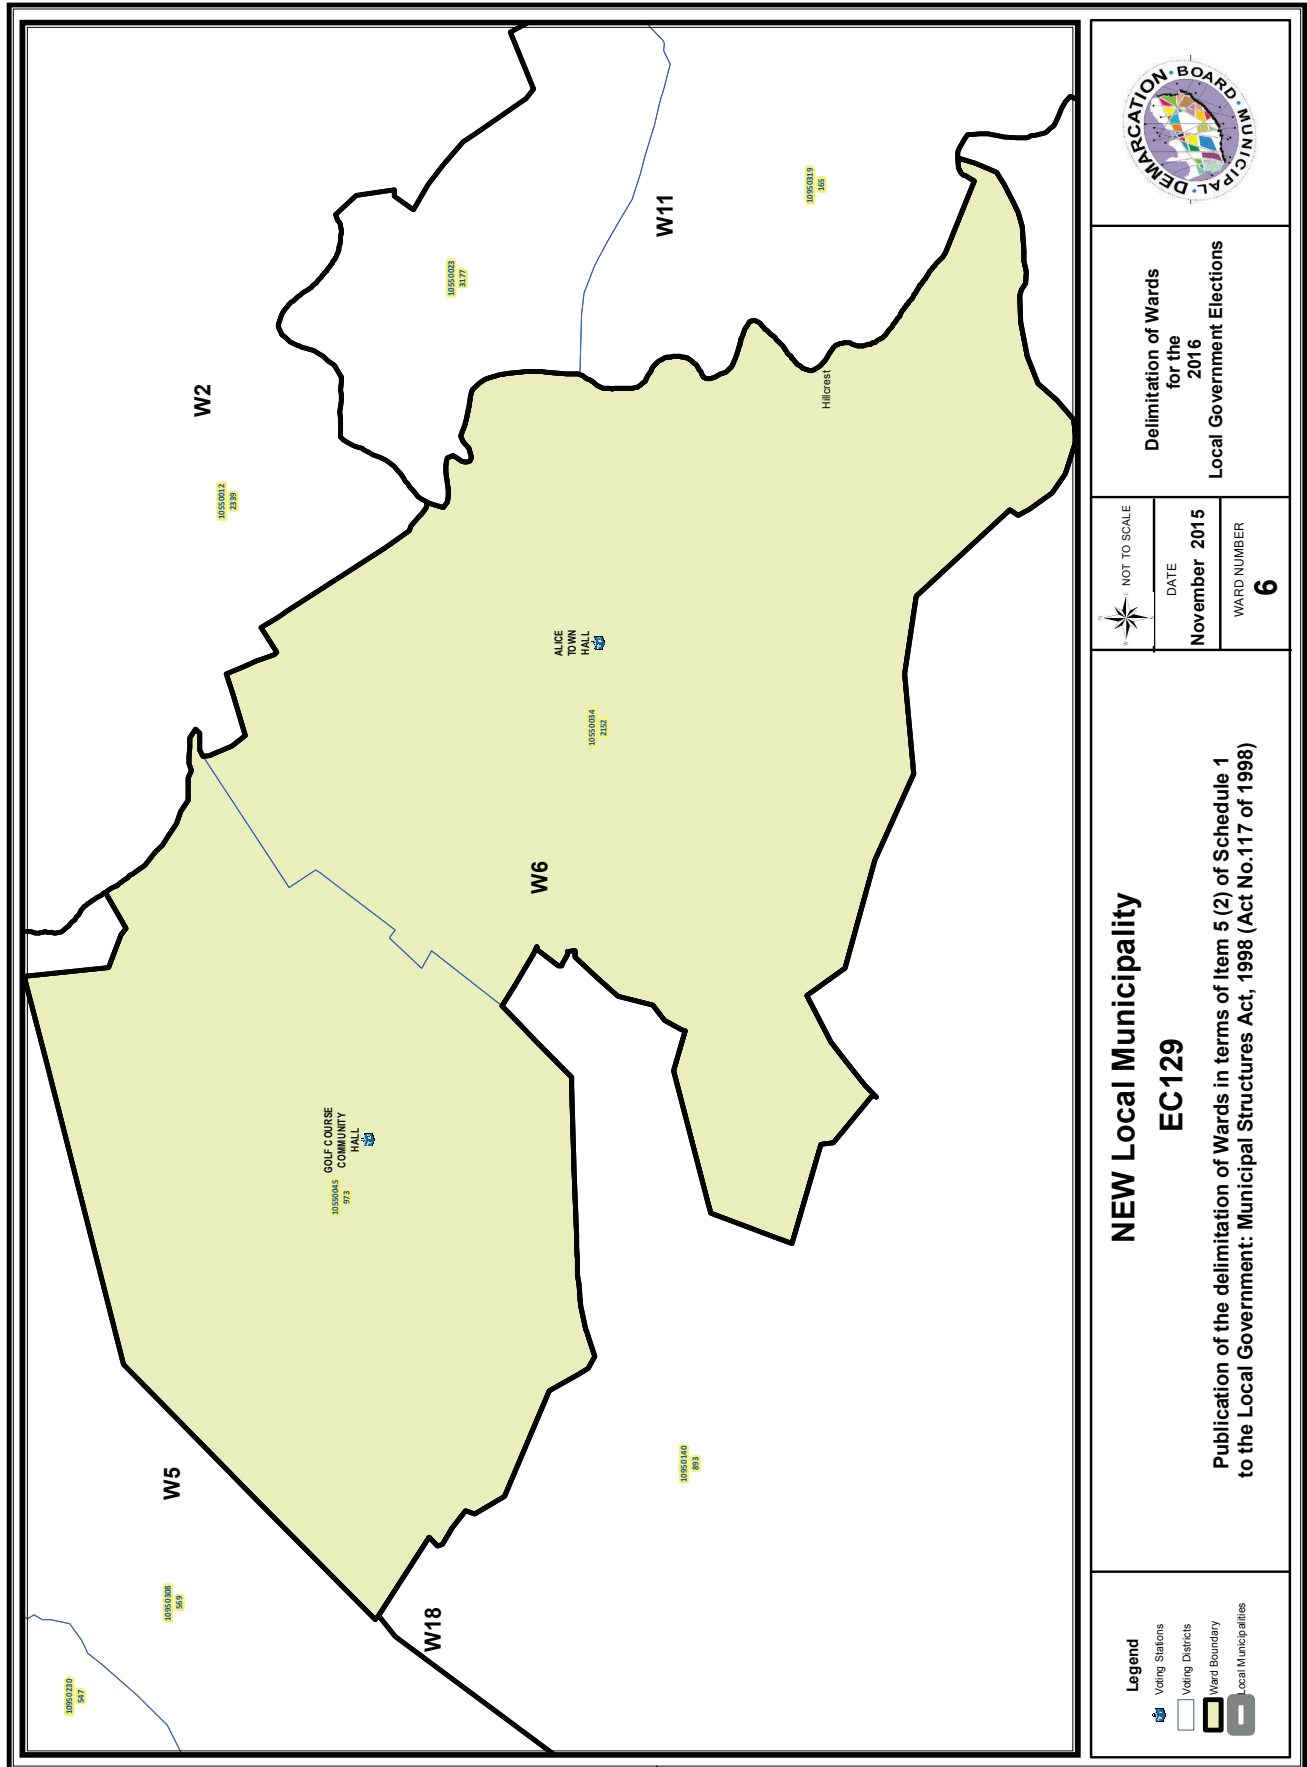 W2
10550012
2339
10550023
3177
W11
10950319
165
Hillcrest
ALICE
TOWN
HALL
10550034
2152
W6
GOLF COURSE
COMMUNITY
HALL
10550045
973
W5
10950308
569
10950230
547
W18
10950140
893
Legend
Voting Stations
Voting Districts
Ward Boundary
Local Municipalities
NEW Local Municipality
EC129
Publication of the delimitation of Wards in terms of Item 5 (2) of Schedule 1
to the Local Government: Municipal Structures Act, 1998 (Act No.117 of 1998)
NOT TO SCALE
DATE
November 2015
WARD NUMBER
6
Delimitation of Wards
for the
2016
Local Government Elections
MUNICIPAL • DEMARCATION • BOARD •